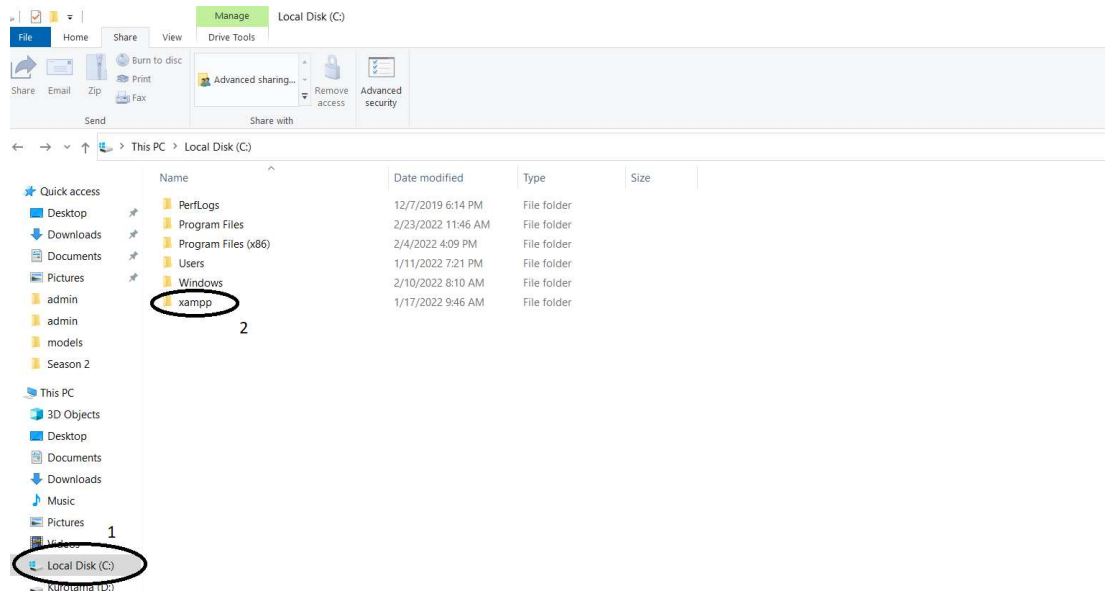 Manage Local Disk (C:)
File Home Share View Drive Tools
Share
Email
Zip
Burn to disc
Print
Fax
Send
Advanced sharing...
Remove access
Share with
Advanced security
This PC > Local Disk (C:)
Name Date modified Type Size
Quick access
Desktop
Downloads
Documents
Pictures
admin
admin
models
Season 2
This PC
3D Objects
Desktop
Documents
Downloads
Music
Pictures
1
Videos
Local Disk (C:)
Kurotama (D:)
PerfLogs 12/7/2019 6:14 PM File folder
Program Files 2/23/2022 11:46 AM File folder
Program Files (x86) 2/4/2022 4:09 PM File folder
Users 1/11/2022 7:21 PM File folder
Windows 2/10/2022 8:10 AM File folder
xampp 1/17/2022 9:46 AM File folder
2